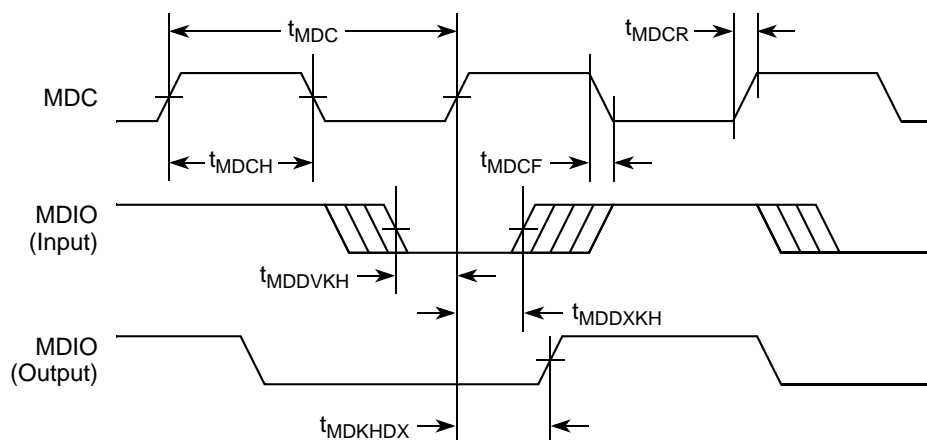 tMDC
tMDCR
MDC
tMDCH
tMDCF
MDIO
(Input)
tMDDVKH
tMDDXKH
MDIO
(Output)
tMDKHDX